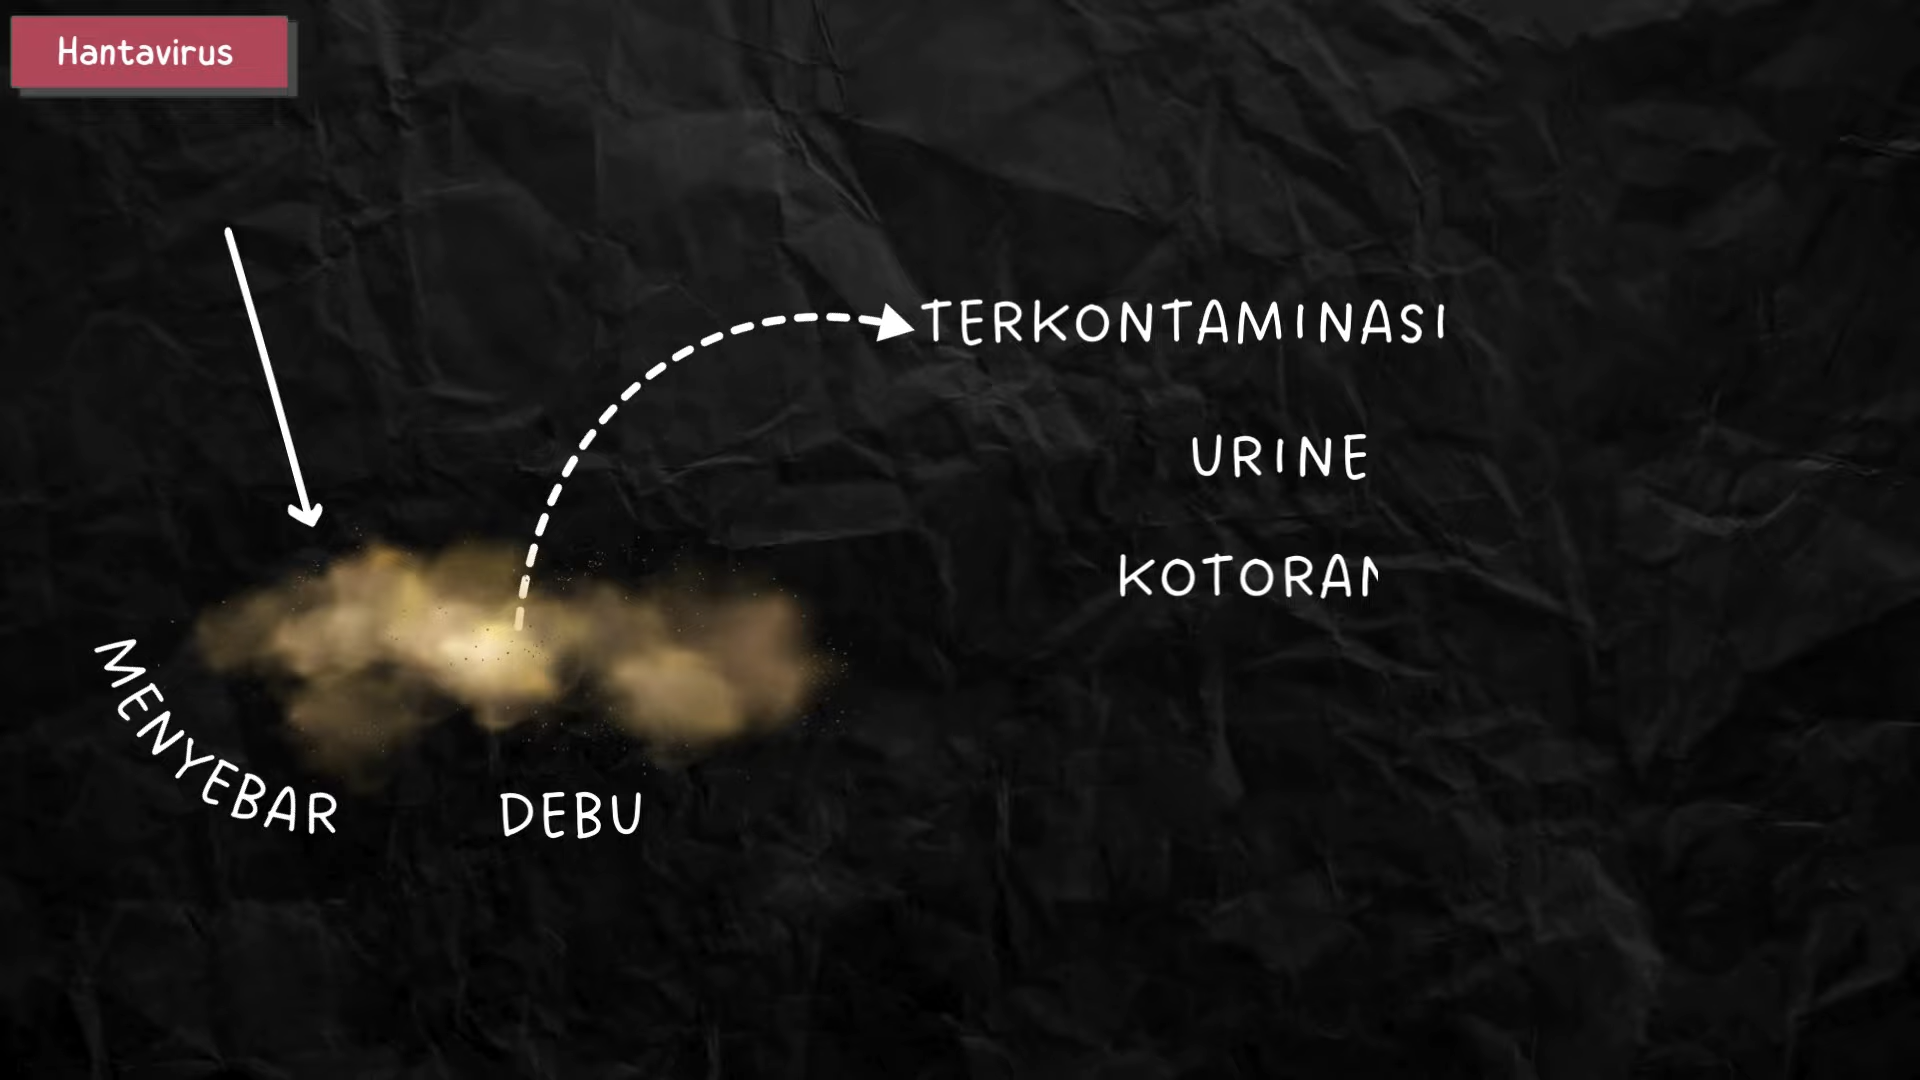 Hantavirus
TERKONTAMINASI
URINE
KOTORAN
MENYEBAR
DEBU